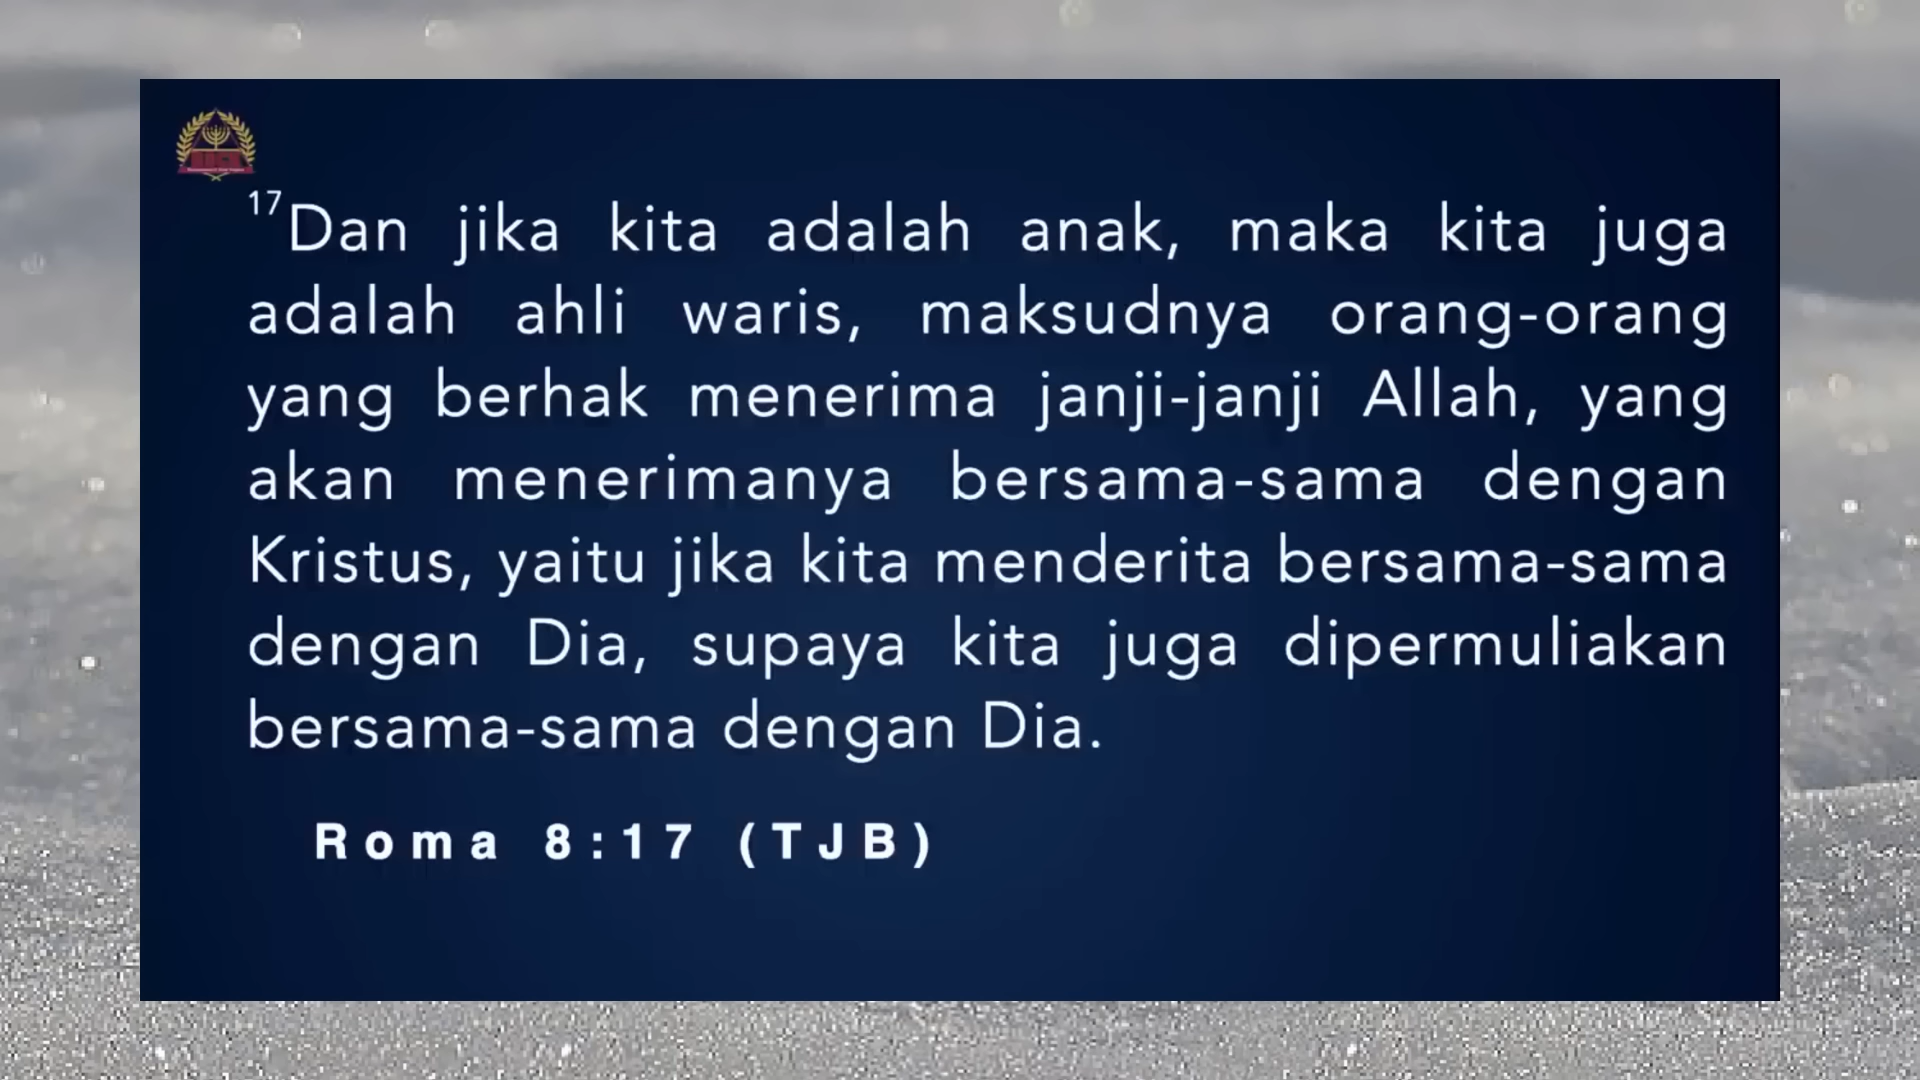 17Dan jika kita adalah anak, maka kita juga
adalah ahli waris, maksudnya orang-orang
yang berhak menerima janji-janji Allah, yang
akan menerimanya bersama-sama dengan
Kristus, yaitu jika kita menderita bersama-sama
dengan Dia, supaya kita juga dipermuliakan
bersama-sama dengan Dia.
Roma 8:17 (TJB)